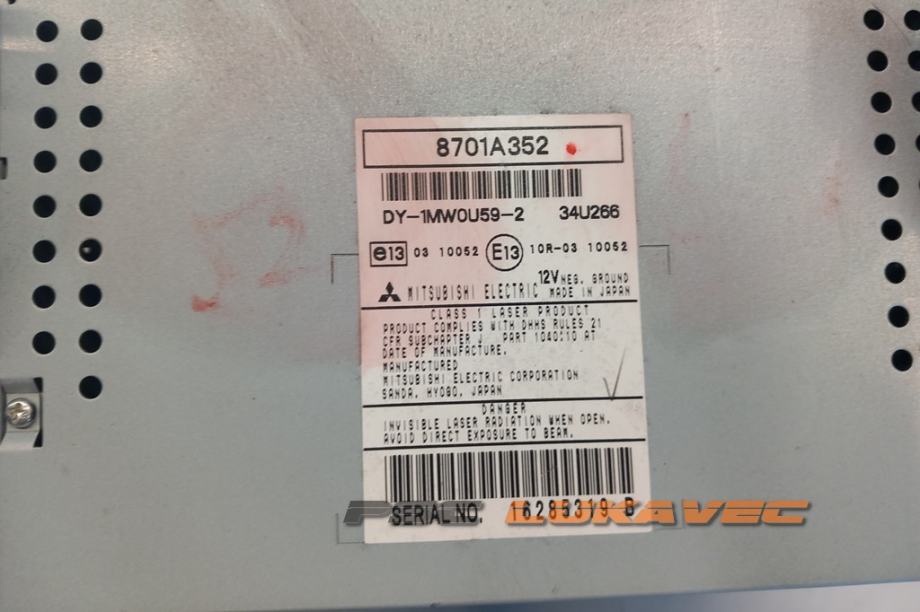 8701A352
DY-1MW0U59-2 34U266
e13 03 10052 E13 10R-03 10052
12V NEG. GROUND
MITSUBISHI ELECTRIC MADE IN JAPAN
CLASS 1 LASER PRODUCT
PRODUCT COMPLIES WITH DHHS RULES 21
CFR SUBCHAPTER J, PART 1040:10 AT
DATE OF MANUFACTURE.
MANUFACTURED
MITSUBISHI ELECTRIC CORPORATION
SANDA, HYOGO, JAPAN
DANGER
INVISIBLE LASER RADIATION WHEN OPEN.
AVOID DIRECT EXPOSURE TO BEAM.
SERIAL NO. 16285319 B
LUKAVEC
52